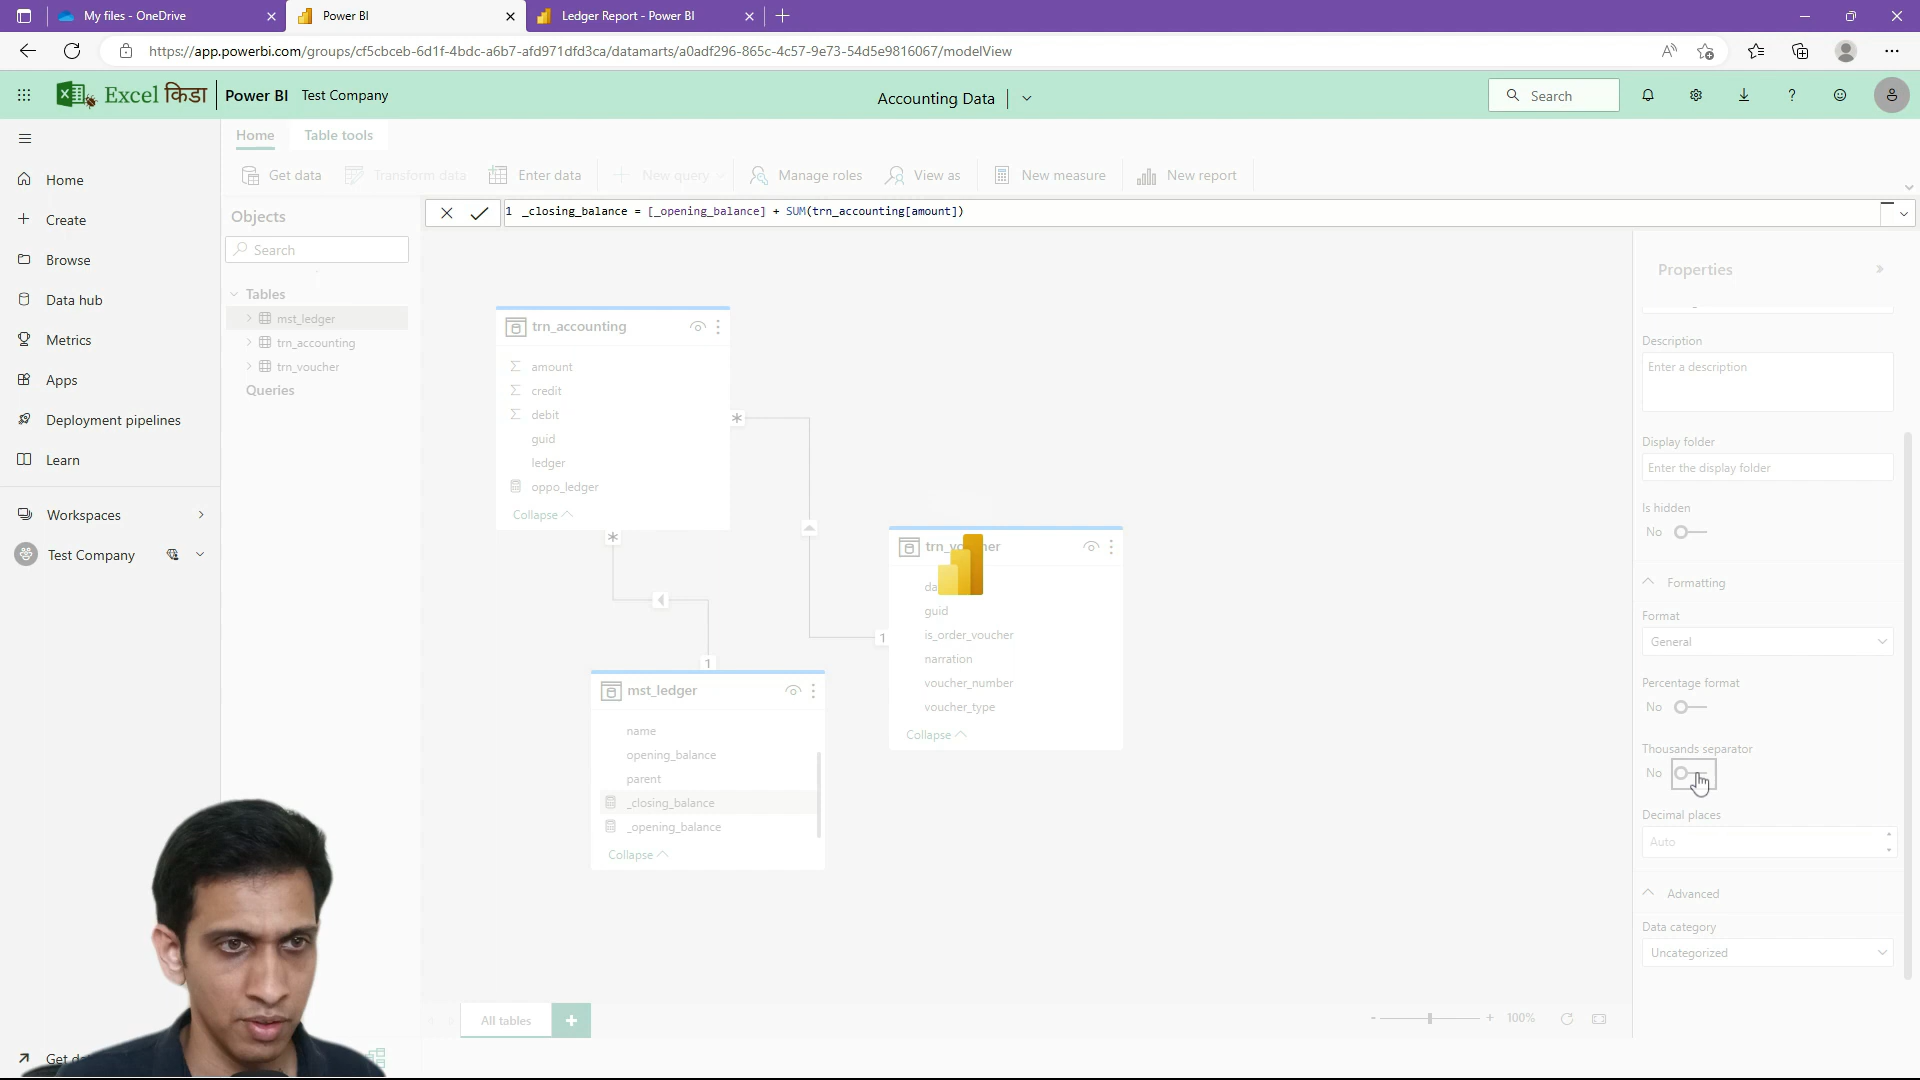 My files - OneDrive
Power BI
Ledger Report - Power BI
https://app.powerbi.com/groups/cf5cbceb-6d1f-4bdc-a6b7-afd971dfd3ca/datamarts/a0adf296-865c-4c57-9e73-54d5e9816067/modelView
Excel किडा Power BI Test Company
Accounting Data
Search
Home
Create
Browse
Data hub
Metrics
Apps
Deployment pipelines
Learn
Workspaces
Test Company
Home Table tools
Get data Transform data Enter data New query Manage roles View as New measure New report
1 _closing_balance = [_opening_balance] + SUM(trn_accounting[amount])
Objects
Search
Tables
mst_ledger
trn_accounting
trn_voucher
Queries
trn_accounting
amount
credit
debit
guid
ledger
oppo_ledger
Collapse
mst_ledger
name
opening_balance
parent
_closing_balance
_opening_balance
Collapse
guid
is_order_voucher
narration
voucher_number
voucher_type
Collapse
1
1
All tables
100%
Properties
Description
Enter a description
Display folder
Enter the display folder
Is hidden
No
Formatting
Format
General
Percentage format
No
Thousands separator
No
Decimal places
Auto
Advanced
Data category
Uncategorized